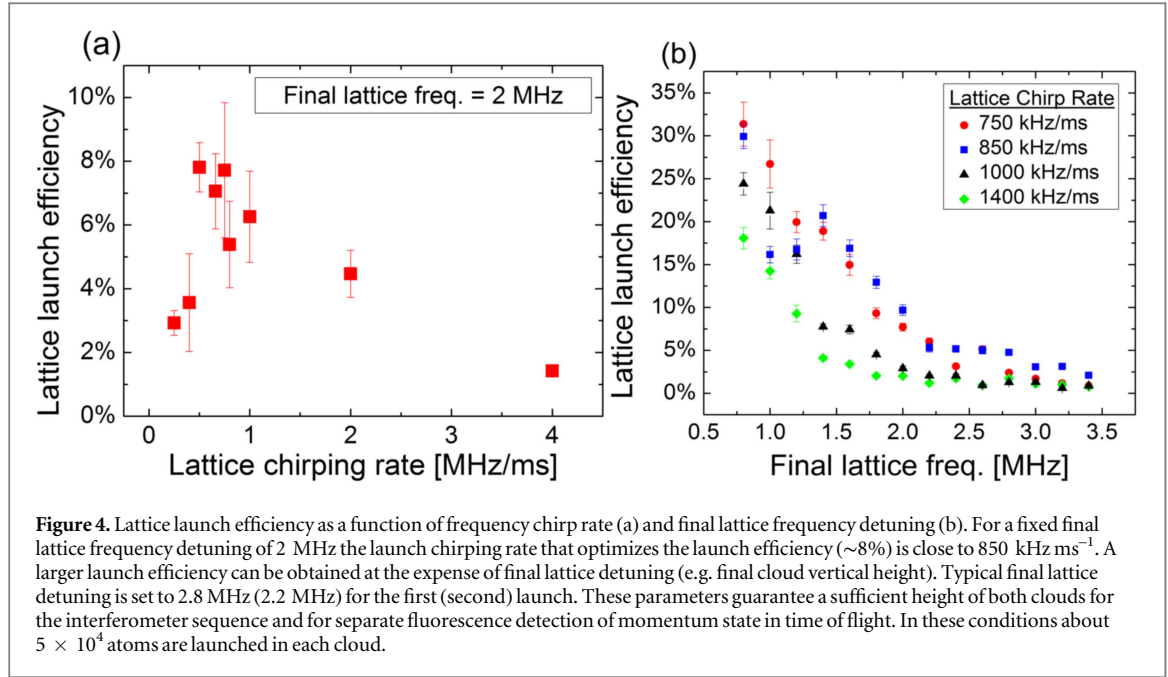 (a)
Final lattice freq. = 2 MHz
Lattice launch efficiency
10%
8%
6%
4%
2%
0%
0
1
2
3
4
Lattice chirping rate [MHz/ms]
(b)
Lattice Chirp Rate
750 kHz/ms
850 kHz/ms
1000 kHz/ms
1400 kHz/ms
Lattice launch efficiency
35%
30%
25%
20%
15%
10%
5%
0%
0.5
1.0
1.5
2.0
2.5
3.0
3.5
Final lattice freq. [MHz]
Figure 4. Lattice launch efficiency as a function of frequency chirp rate (a) and final lattice frequency detuning (b). For a fixed final
lattice frequency detuning of 2 MHz the launch chirping rate that optimizes the launch efficiency (~8%) is close to 850 kHz ms⁻¹. A
larger launch efficiency can be obtained at the expense of final lattice detuning (e.g. final cloud vertical height). Typical final lattice
detuning is set to 2.8 MHz (2.2 MHz) for the first (second) launch. These parameters guarantee a sufficient height of both clouds for
the interferometer sequence and for separate fluorescence detection of momentum state in time of flight. In these conditions about
5 × 10⁴ atoms are launched in each cloud.